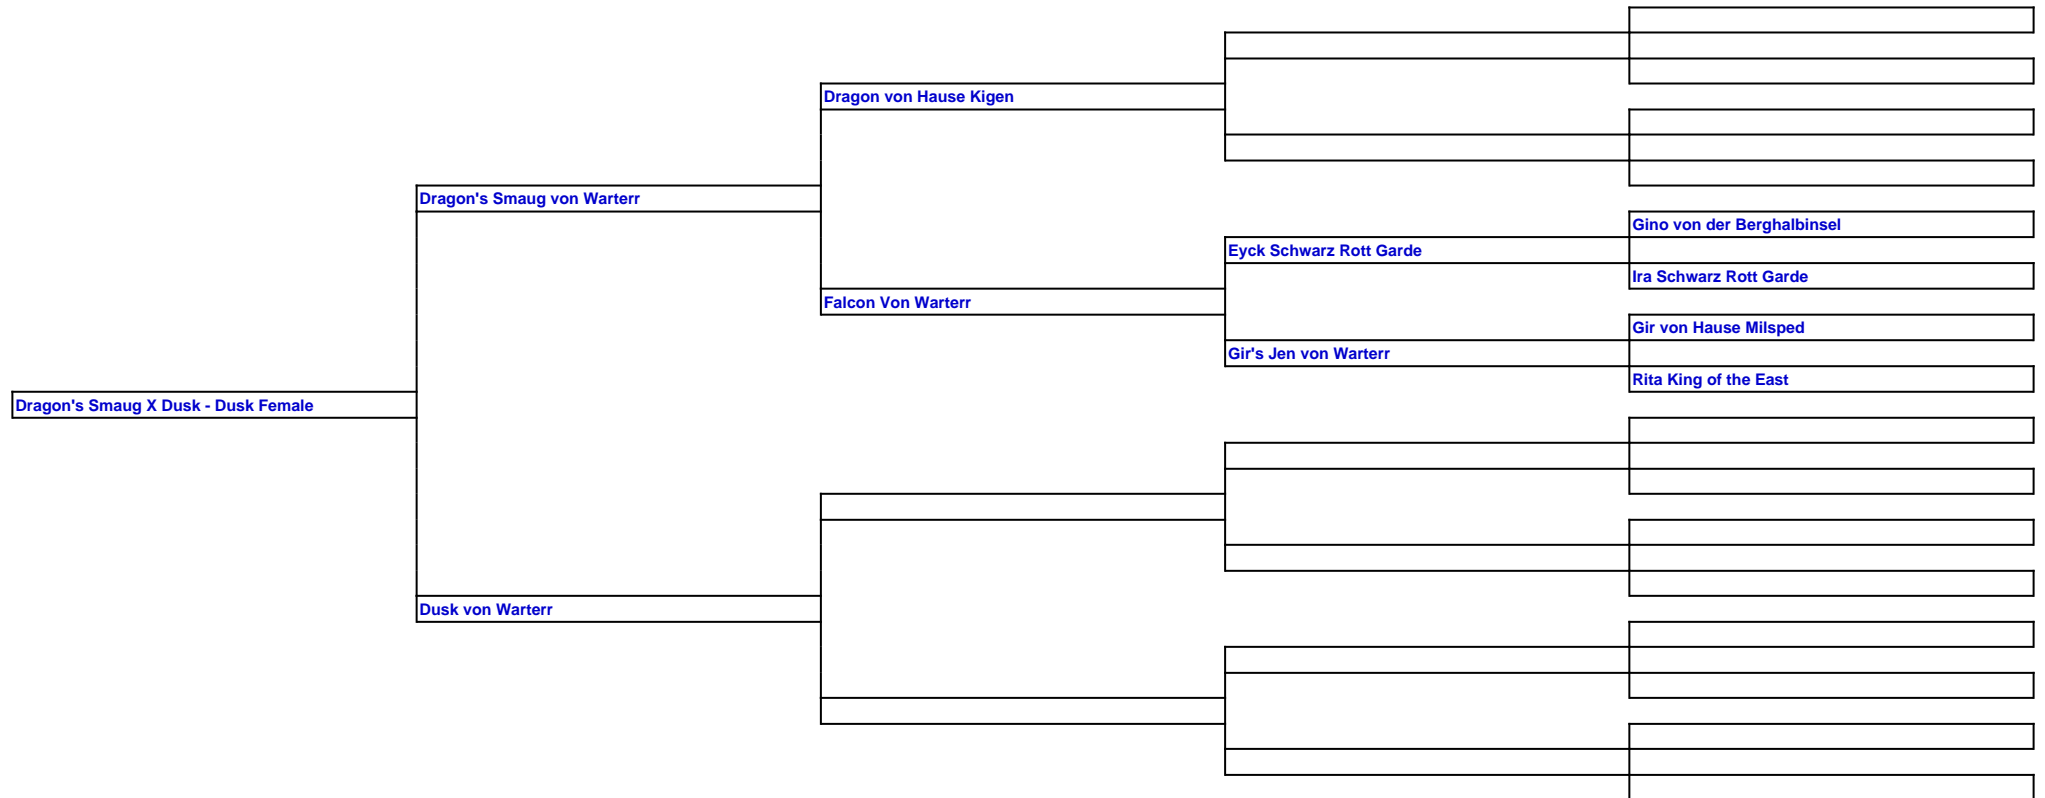 Dragon von Hause Kigen
Dragon's Smaug von Warterr
Gino von der Berghalbinsel
Eyck Schwarz Rott Garde
Ira Schwarz Rott Garde
Falcon Von Warterr
Gir von Hause Milsped
Gir's Jen von Warterr
Rita King of the East
Dragon's Smaug X Dusk - Dusk Female
Dusk von Warterr